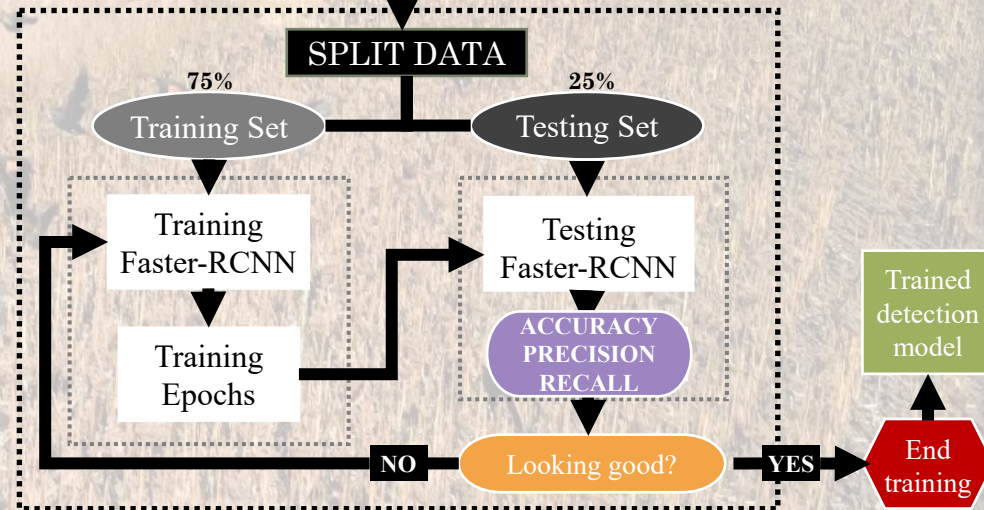 SPLIT DATA
75%
25%
Training Set
Testing Set
Training
Faster-RCNN
Testing
Faster-RCNN
Training
Epochs
ACCURACY
PRECISION
RECALL
Looking good?
NO
YES
End
training
Trained
detection
model